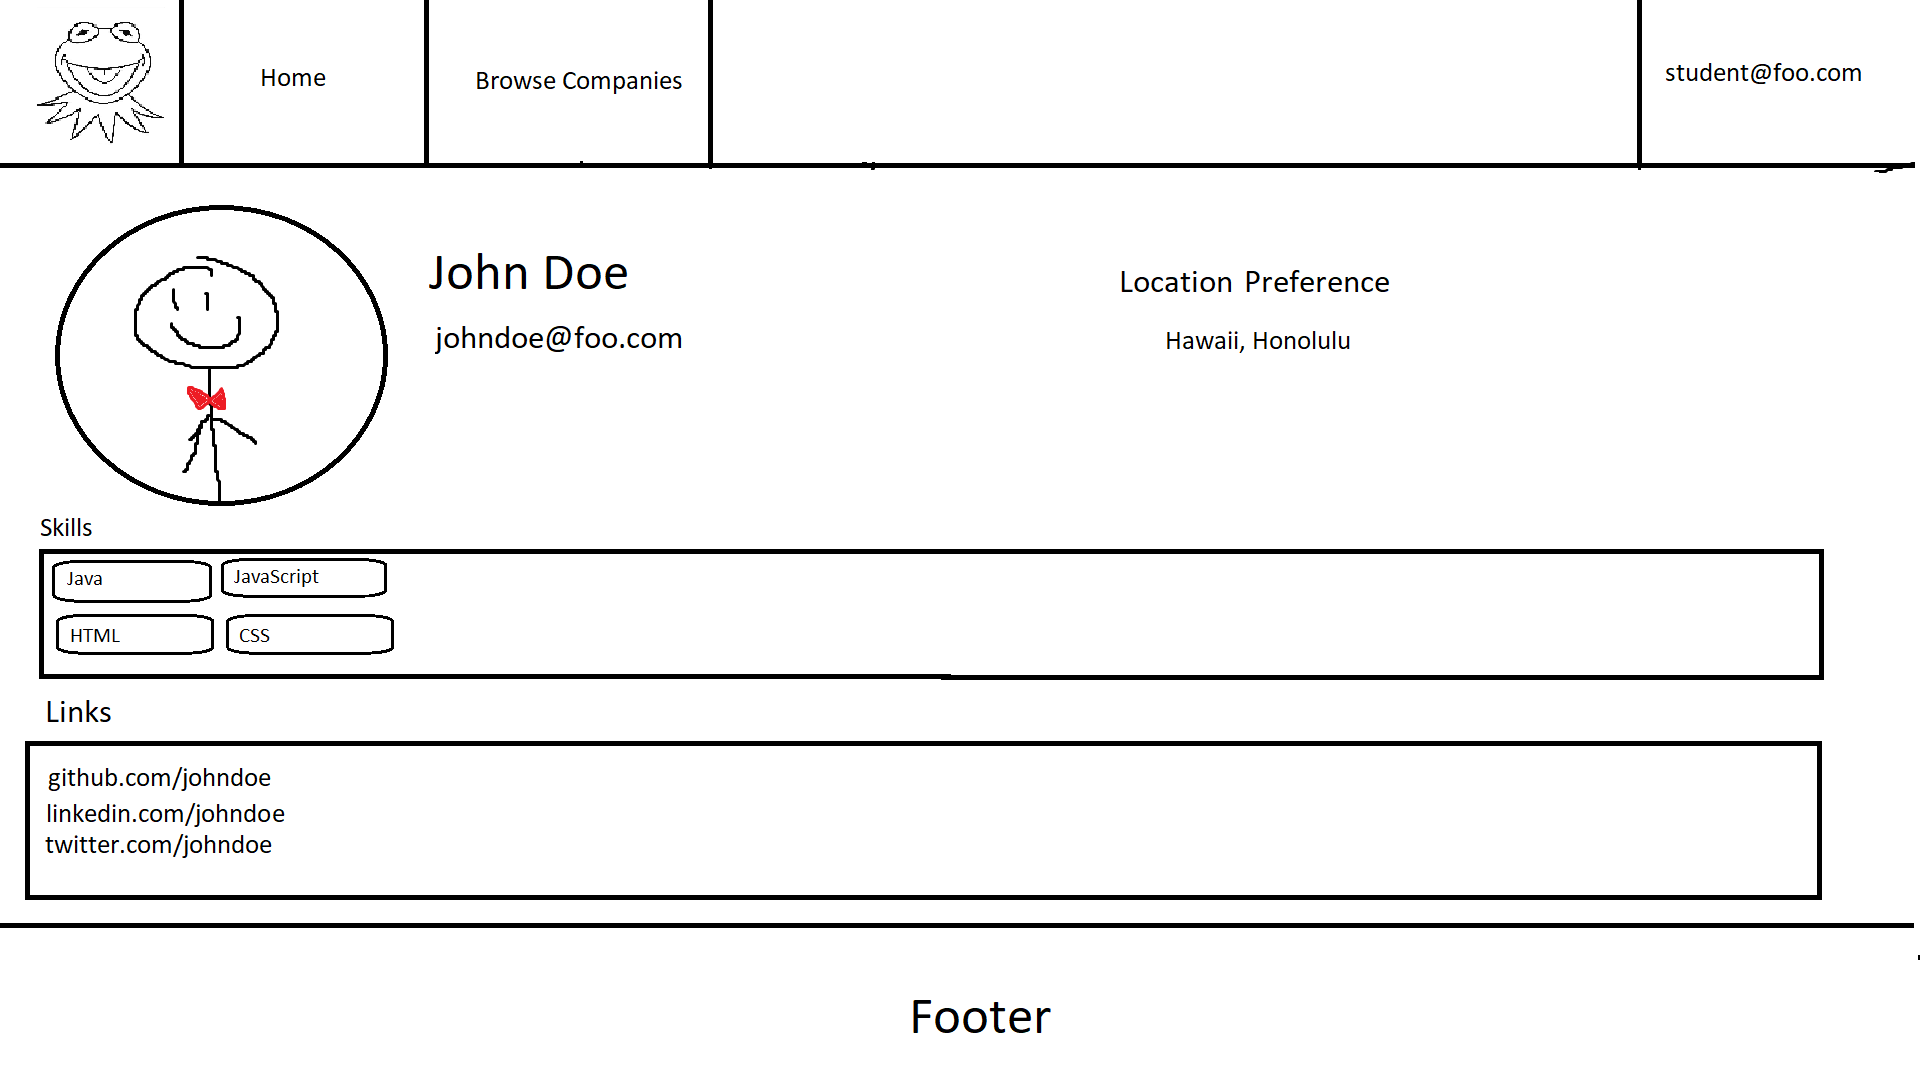 Home
Browse Companies
student@foo.com
John Doe
johndoe@foo.com
Location Preference
Hawaii, Honolulu
Skills
Java
JavaScript
HTML
CSS
Links
github.com/johndoe
linkedin.com/johndoe
twitter.com/johndoe
Footer